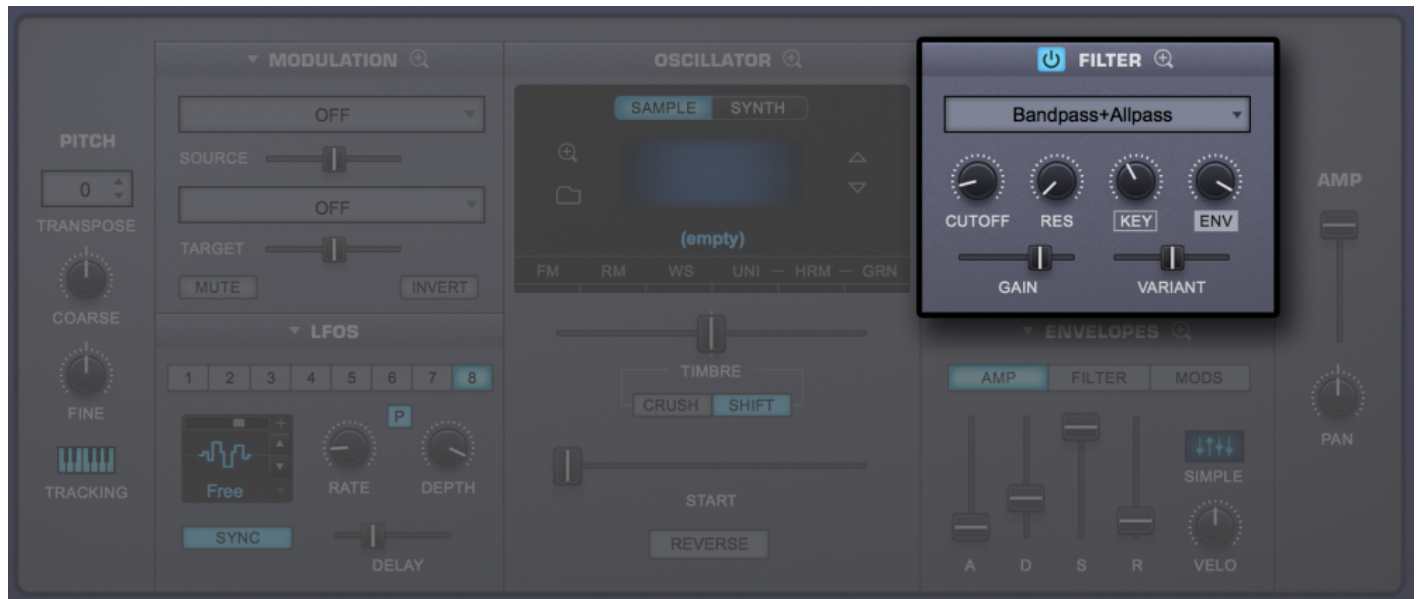 PITCH
0
TRANSPOSE
COARSE
FINE
TRACKING
MODULATION
OFF
SOURCE
OFF
TARGET
MUTE INVERT
LFOS
1 2 3 4 5 6 7 8
P
Free
RATE DEPTH
SYNC
DELAY
OSCILLATOR
SAMPLE SYNTH
(empty)
FM RM WS UNI — HRM — GRN
TIMBRE
CRUSH SHIFT
START
REVERSE
FILTER
Bandpass+Allpass
CUTOFF RES KEY ENV
GAIN VARIANT
ENVELOPES
AMP FILTER MODS
SIMPLE
A D S R VELO
AMP
PAN